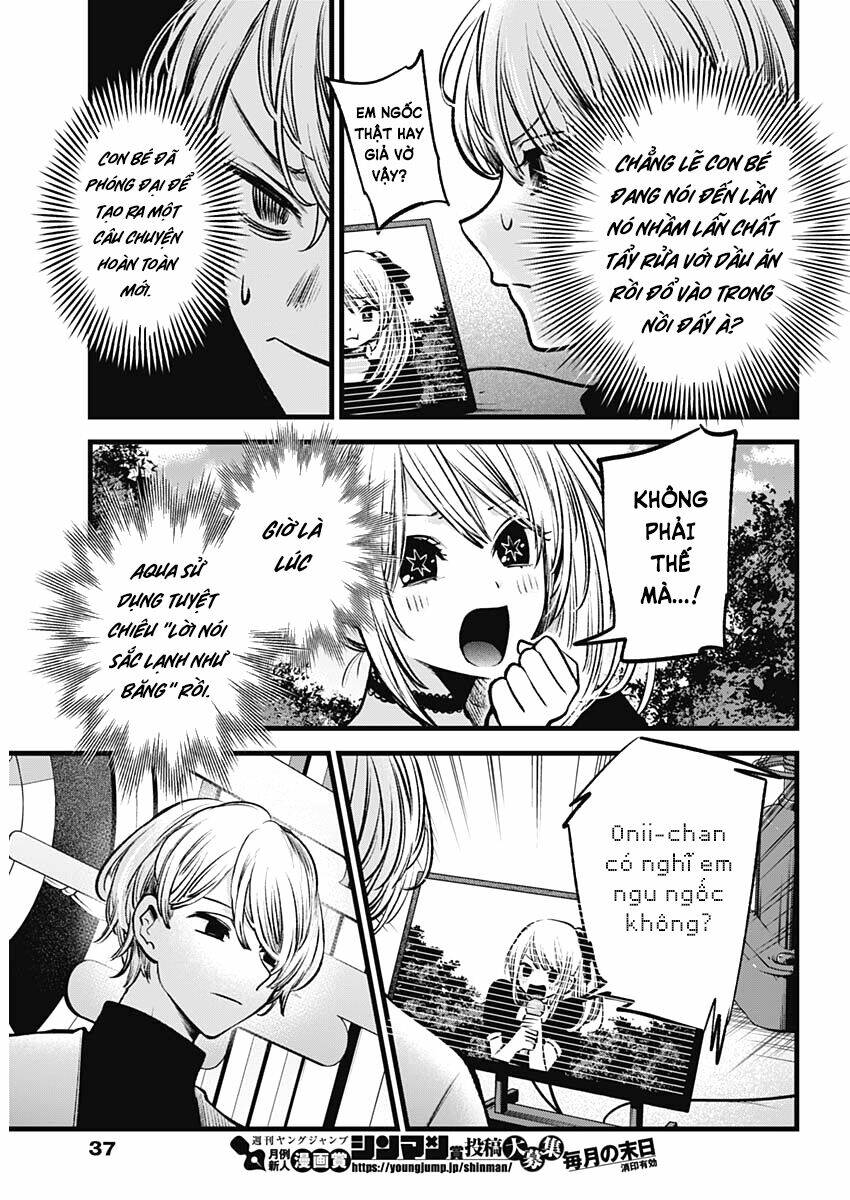 CHẲNG LẼ CON BÉ
ĐANG NÓI ĐẾN LẦN
NÓ NHẦM LẪN CHẤT
TẨY RỬA VỚI DẦU ĂN
RỒI ĐỔ VÀO TRONG
NỒI ĐẤY À?
EM NGỐC
THẬT HAY
GIẢ VỜ
VẬY?
CON BÉ ĐÃ
PHÓNG ĐẠI ĐỂ
TẠO RA MỘT
CÂU CHUYỆN
HOÀN TOÀN
MỚI.
KHÔNG
PHẢI
THẾ
MÀ...!
GIỜ LÀ
LÚC
AQUA SỬ
DỤNG TUYỆT
CHIÊU "LỜI NÓI
SẮC LẠNH NHƯ
BĂNG" RỒI.
Onii-chan
có nghĩ em
ngu ngốc
không?
37
週刊ヤングジャンプ
月例
新人
漫画賞
シンマン賞
投稿大募集
毎月の末日
消印有効
https://youngjump.jp/shinman/